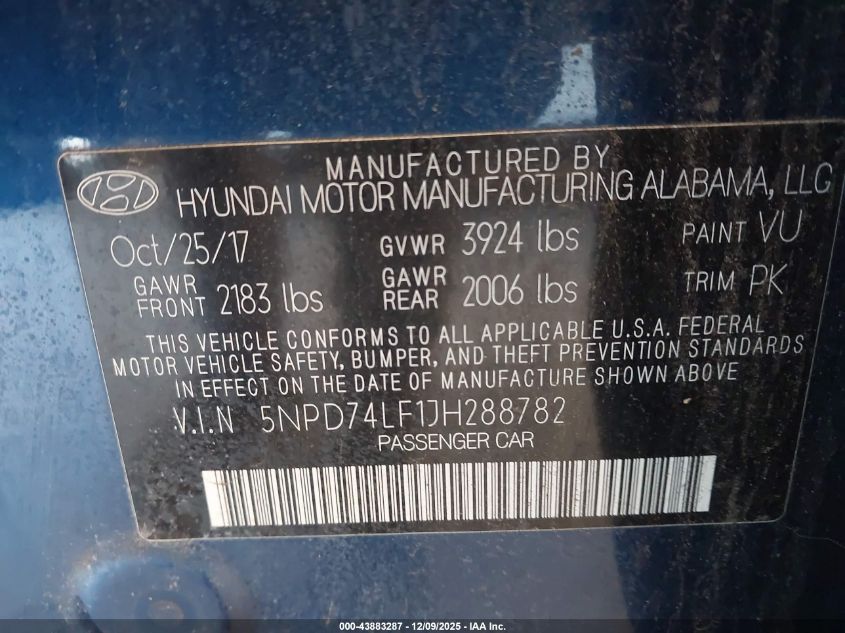 MANUFACTURED BY
HYUNDAI MOTOR MANUFACTURING ALABAMA, LLC
Oct/25/17 GVWR 3924 lbs PAINT VU
GAWR FRONT 2183 lbs GAWR REAR 2006 lbs TRIM PK
THIS VEHICLE CONFORMS TO ALL APPLICABLE U.S.A. FEDERAL
MOTOR VEHICLE SAFETY, BUMPER, AND THEFT PREVENTION STANDARDS
IN EFFECT ON THE DATE OF MANUFACTURE SHOWN ABOVE
V.I.N 5NPD74LF1JH288782
PASSENGER CAR
000-43883287 - 12/09/2025 - IAA Inc.